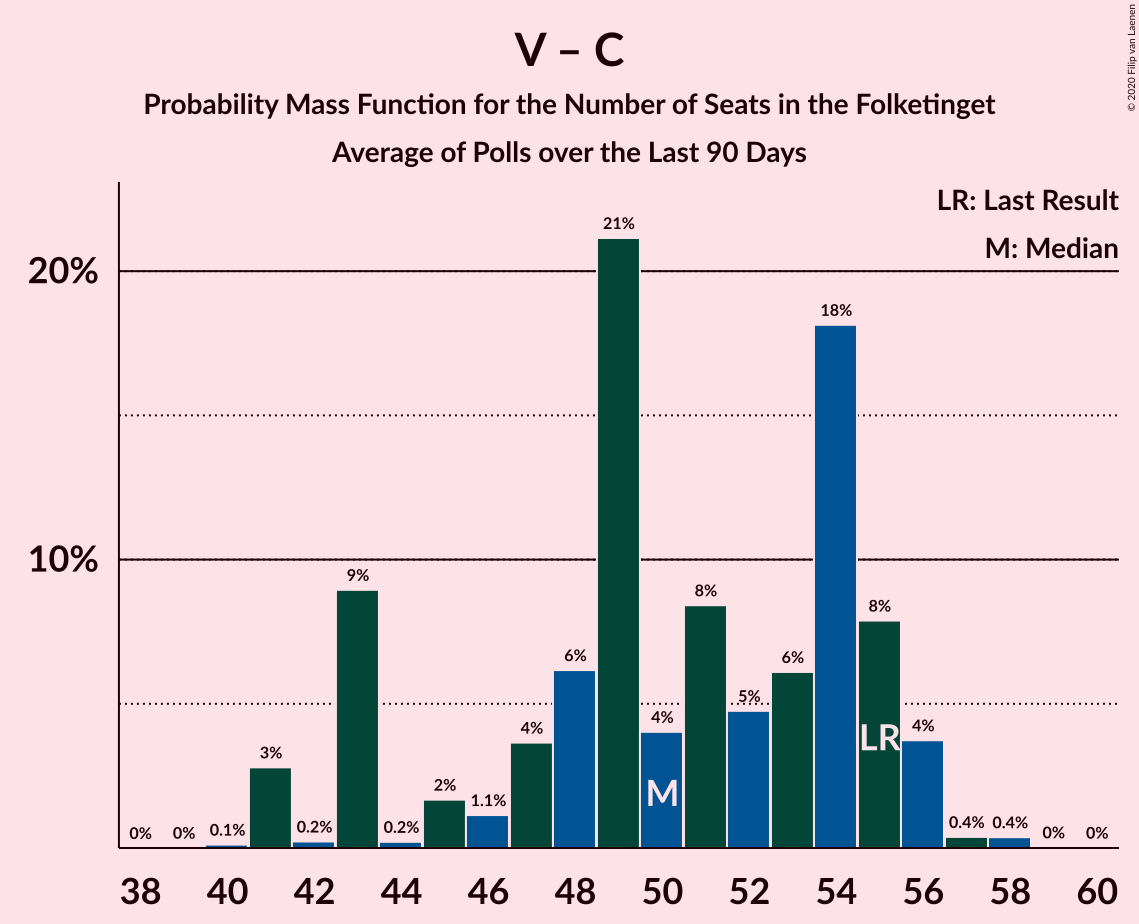 V – C
Probability Mass Function for the Number of Seats in the Folketinget
Average of Polls over the Last 90 Days
© 2020 Filip van Laenen
LR: Last Result
M: Median
20%
10%
0% 0% 0.1% 3% 0.2% 9% 0.2% 2% 1.1% 4% 6% 21% 4% 8% 5% 6% 18% 8% 4% 0.4% 0.4% 0% 0%
M LR
38 40 42 44 46 48 50 52 54 56 58 60